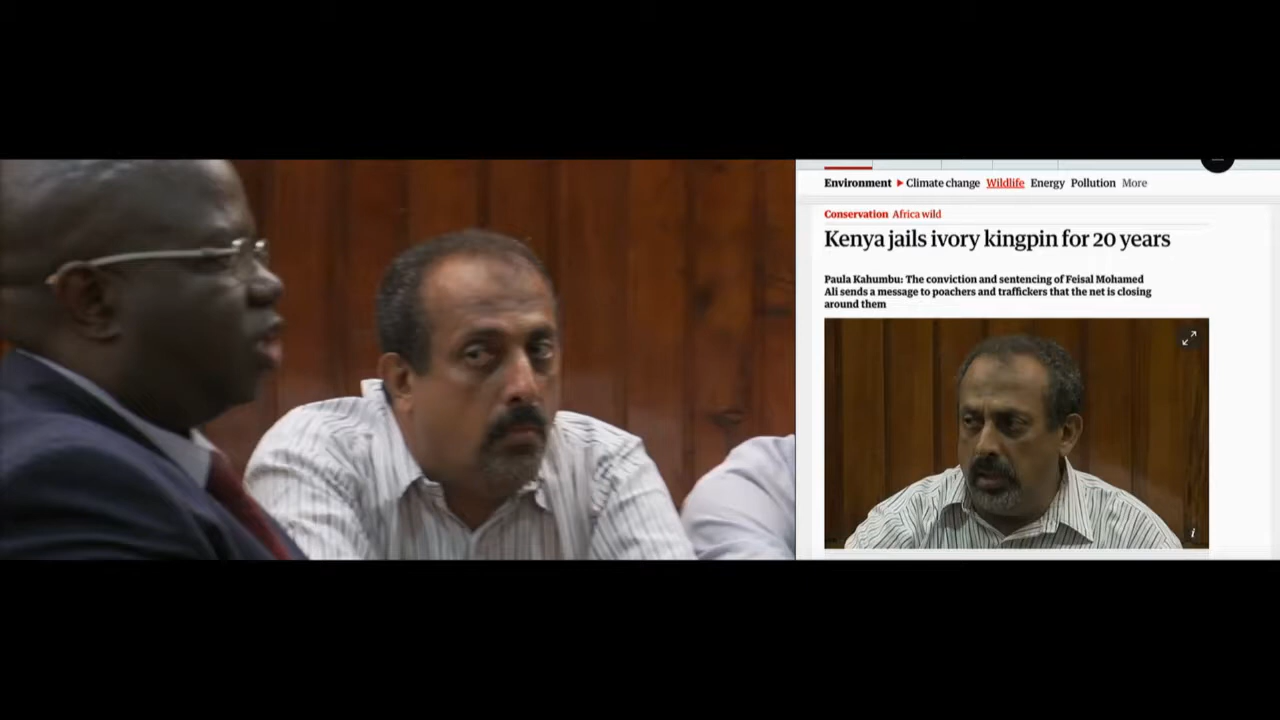 Environment Climate change Wildlife Energy Pollution More
Conservation Africa wild
Kenya jails ivory kingpin for 20 years
Paula Kahumbu: The conviction and sentencing of Feisal Mohamed
Ali sends a message to poachers and traffickers that the net is closing
around them
i